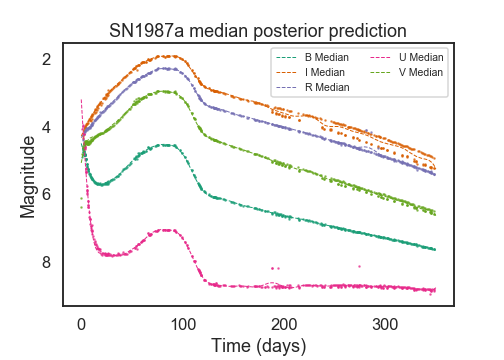 SN1987a median posterior prediction
B Median U Median
I Median V Median
R Median
2
4
6
8
Magnitude
0 100 200 300
Time (days)